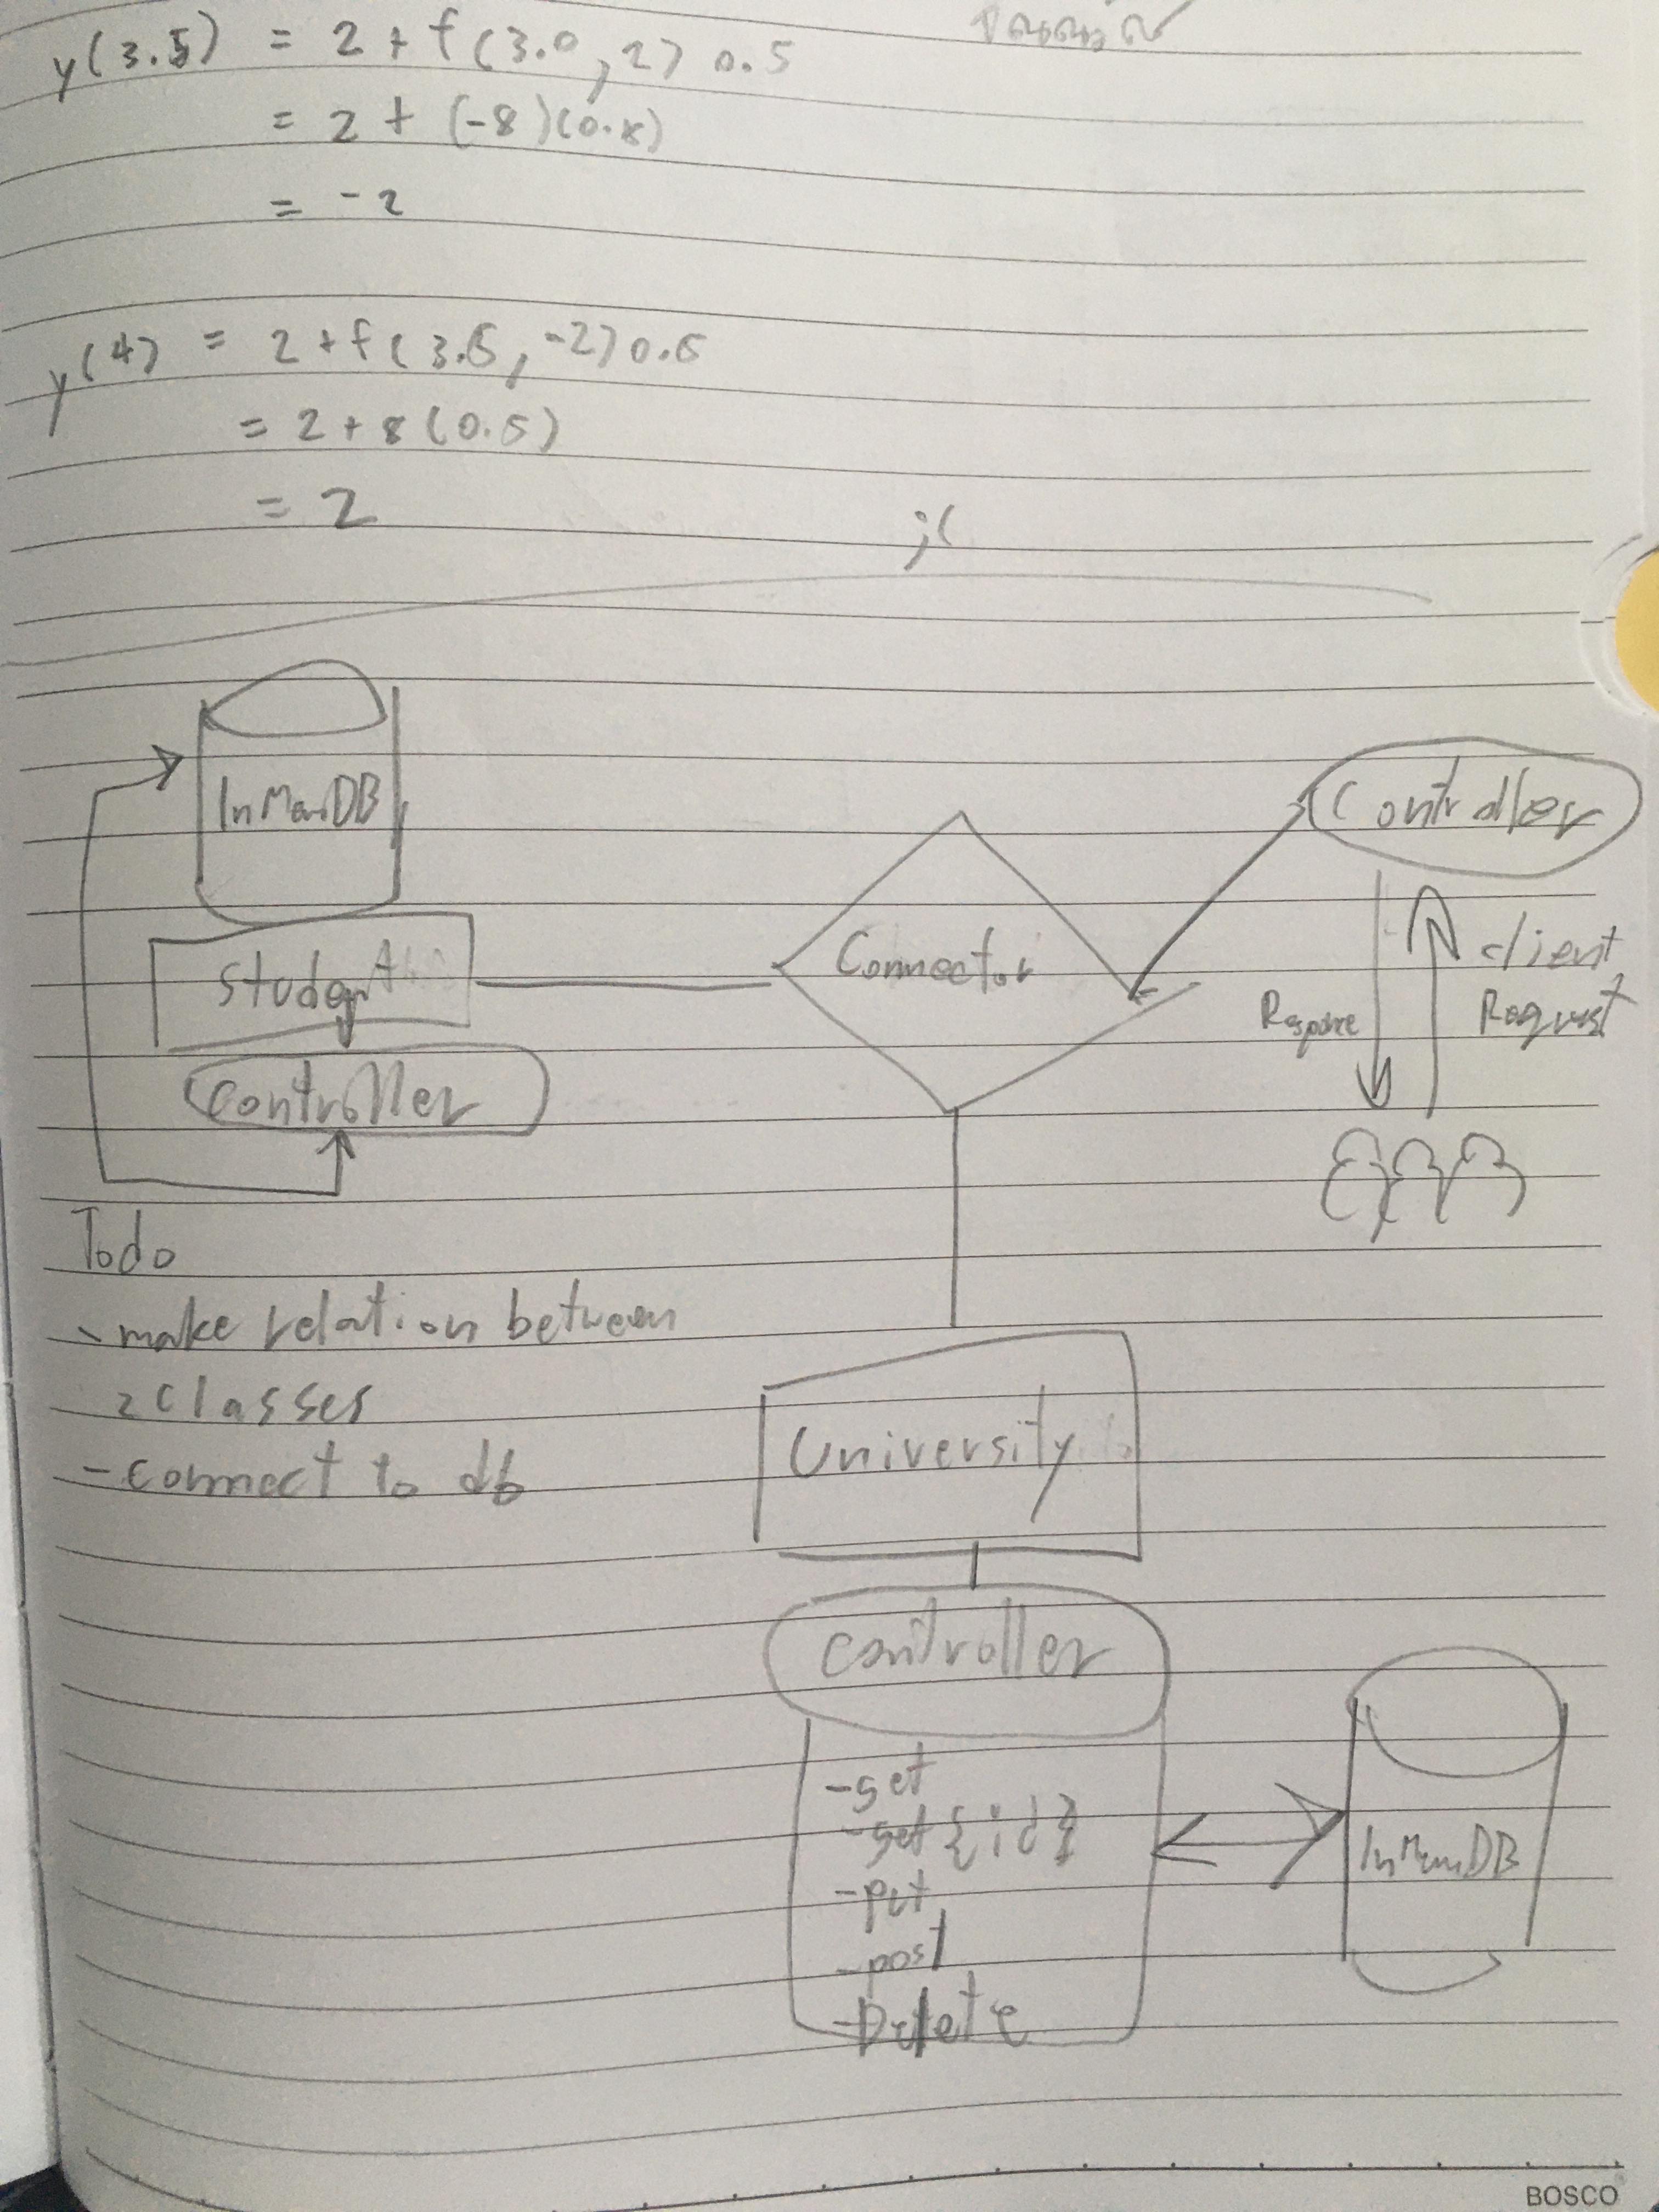 y(3.5) = 2 + f(3.0, 2) 0.5
= 2 + (-8)(0.5)
= -2
y(4) = 2 + f(3.5, -2) 0.5
= 2 + 8(0.5)
= 2
;(
InMemDB
Controller
Student
Connector
client
Request
Response
Controller
Todo
- make relation between
2 classes
- connect to db
University
controller
- get
- get {id}
- put
- post
- Delete
InMemDB
BOSCO